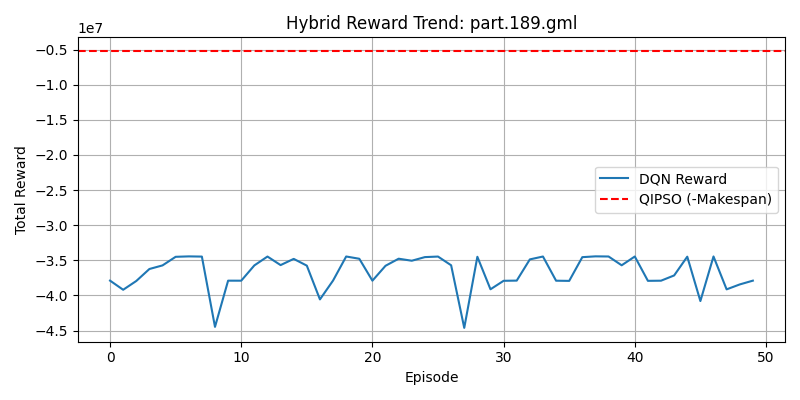 Hybrid Reward Trend: part.189.gml
1e7
−0.5
−1.0
−1.5
−2.0
−2.5
−3.0
−3.5
−4.0
−4.5
Total Reward
DQN Reward
QIPSO (-Makespan)
0 10 20 30 40 50
Episode